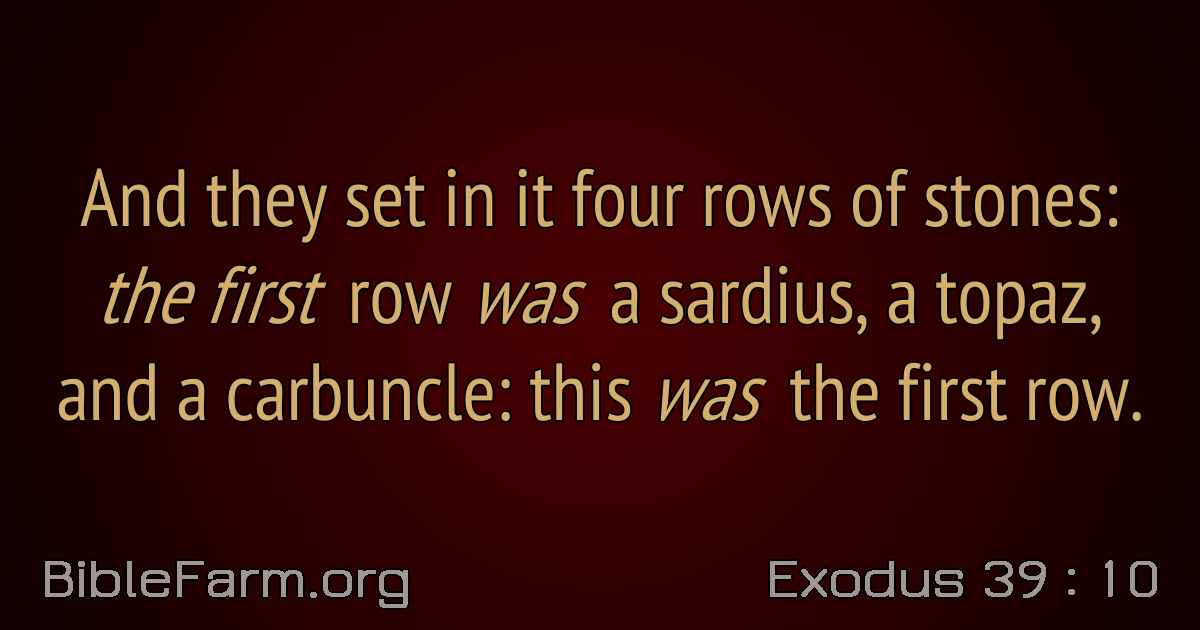 And they set in it four rows of stones:
the first row was a sardius, a topaz,
and a carbuncle: this was the first row.
BibleFarm.org
Exodus 39 : 10